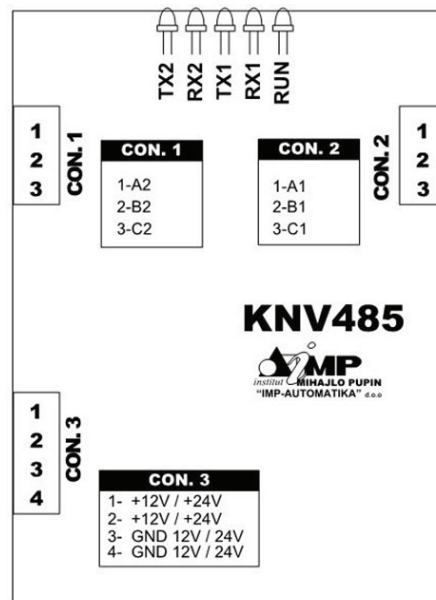 TX2
RX2
TX1
RX1
RUN
1
2
3
CON. 1
CON. 1
1-A2
2-B2
3-C2
CON. 2
1-A1
2-B1
3-C1
CON. 2
1
2
3
KNV485
IMP
institut MIHAJLO PUPIN
"IMP-AUTOMATIKA" d.o.o
1
2
3
4
CON. 3
CON. 3
1- +12V / +24V
2- +12V / +24V
3- GND 12V / 24V
4- GND 12V / 24V